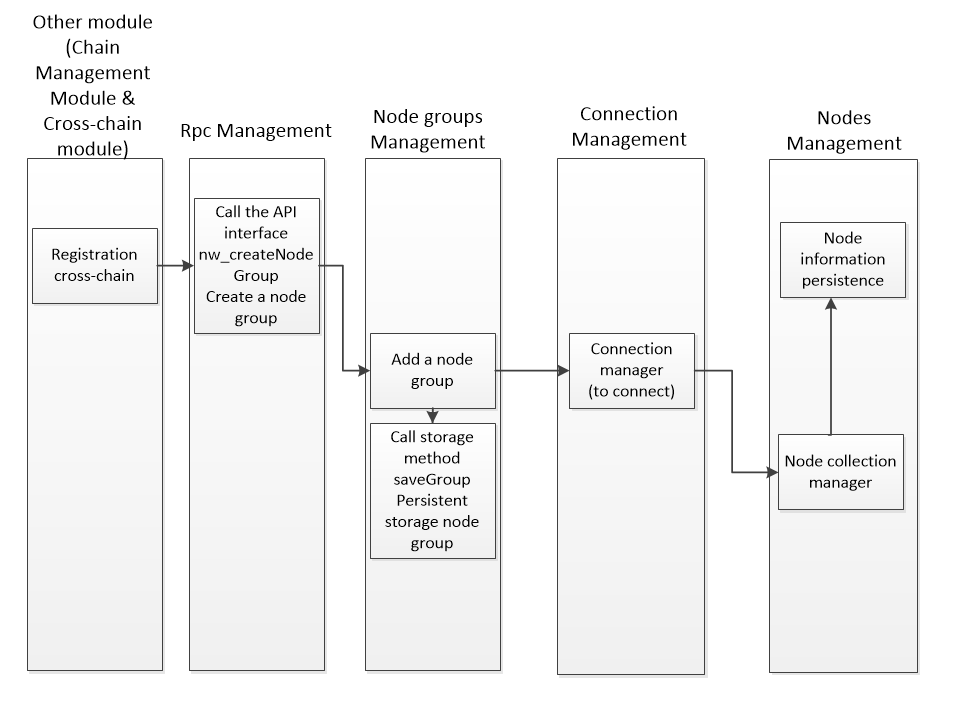 Other module
(Chain
Management
Module &
Cross-chain
module)
Rpc Management
Node groups
Management
Connection
Management
Nodes
Management
Registration
cross-chain
Call the API
interface
nw_createNode
Group
Create a node
group
Add a node
group
Call storage
method
saveGroup
Persistent
storage node
group
Connection
manager
(to connect)
Node
information
persistence
Node collection
manager